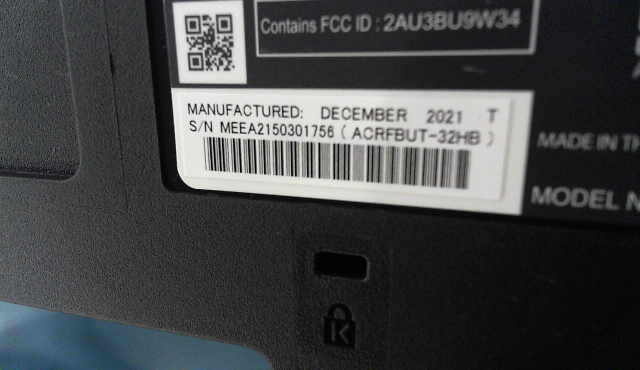 Contains FCC ID : 2AU3BU9W34
MANUFACTURED: DECEMBER 2021 T
S/N MEEA2150301756 ( ACRFBUT-32HB )
MADE IN TH
MODEL N
K